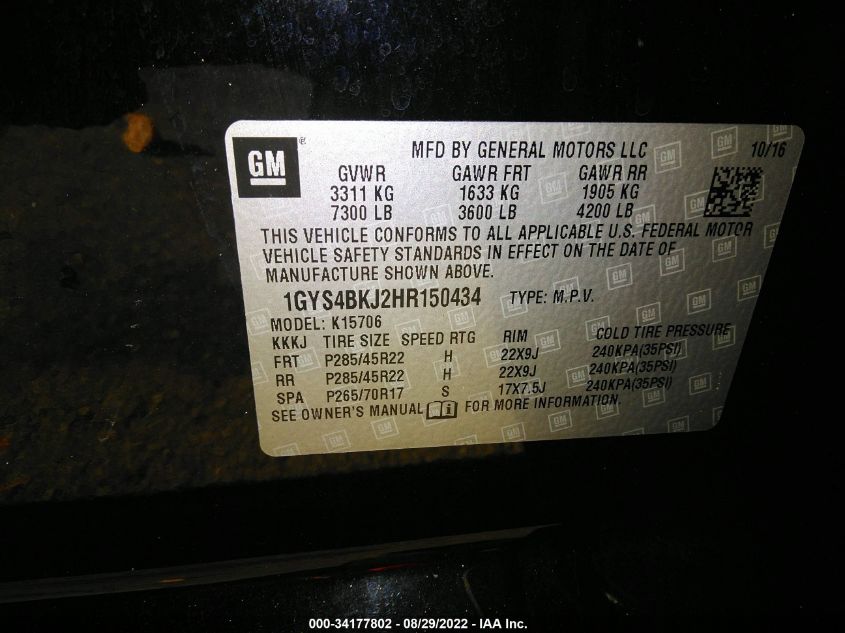 GM ® MFD BY GENERAL MOTORS LLC 10/16
GVWR GAWR FRT GAWR RR
3311 KG 1633 KG 1905 KG
7300 LB 3600 LB 4200 LB
THIS VEHICLE CONFORMS TO ALL APPLICABLE U.S. FEDERAL MOTOR
VEHICLE SAFETY STANDARDS IN EFFECT ON THE DATE OF
MANUFACTURE SHOWN ABOVE.
1GYS4BKJ2HR150434 TYPE: M.P.V.
MODEL: K15706
KKKJ TIRE SIZE SPEED RTG RIM COLD TIRE PRESSURE
FRT P285/45R22 H 22X9J 240KPA(35PSI)
RR P285/45R22 H 22X9J 240KPA(35PSI)
SPA P265/70R17 S 17X7.5J 240KPA(35PSI)
SEE OWNER'S MANUAL FOR MORE INFORMATION.
000-34177802 - 08/29/2022 - IAA Inc.